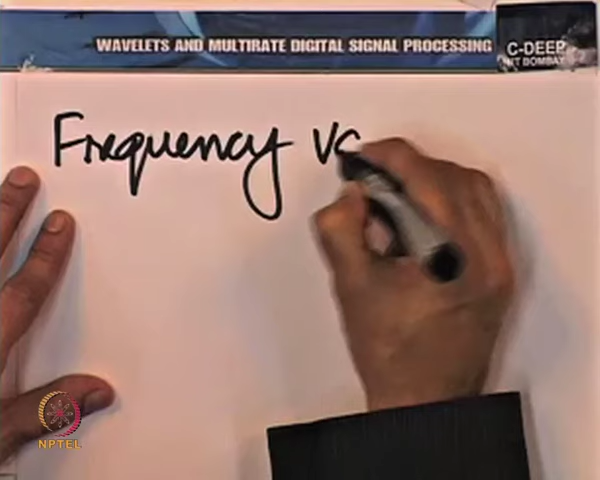 WAVELETS AND MULTIRATE DIGITAL SIGNAL PROCESSING
C-DEEP
IIT BOMBAY
Frequency vs
NPTEL